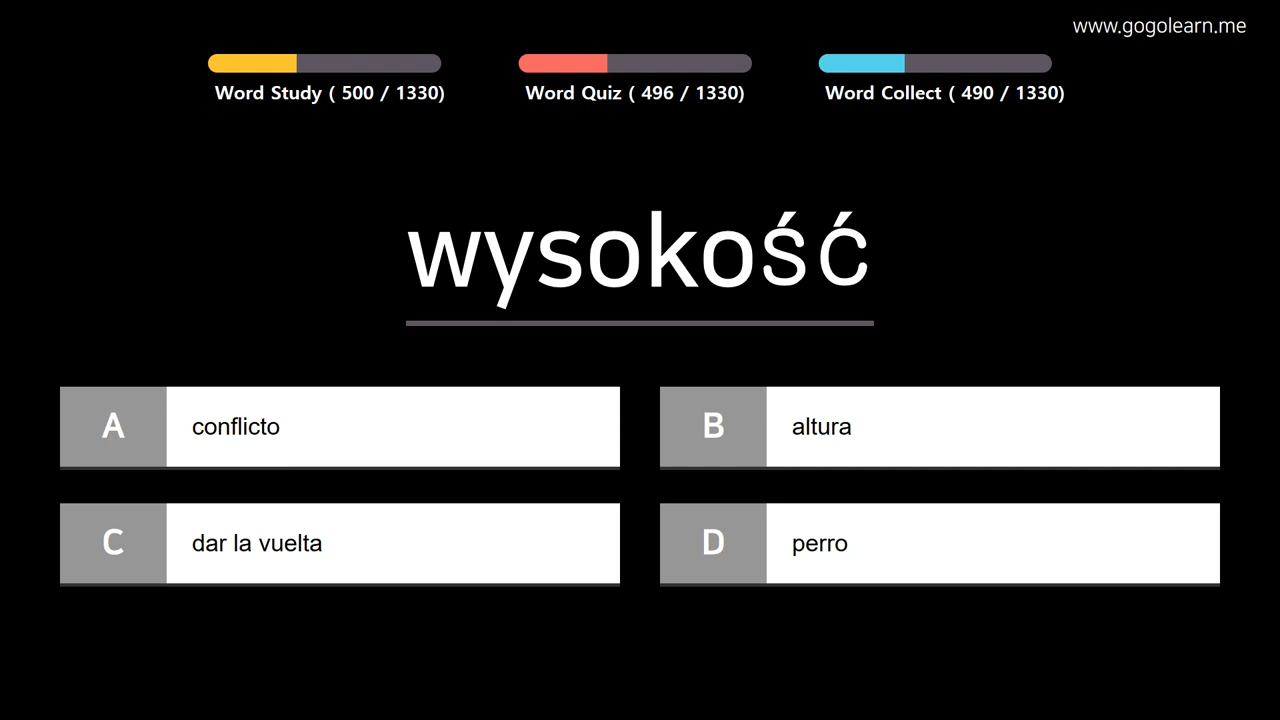 www.gogolearn.me
Word Study ( 500 / 1330)
Word Quiz ( 496 / 1330)
Word Collect ( 490 / 1330)
wysokość
A conflicto
B altura
C dar la vuelta
D perro